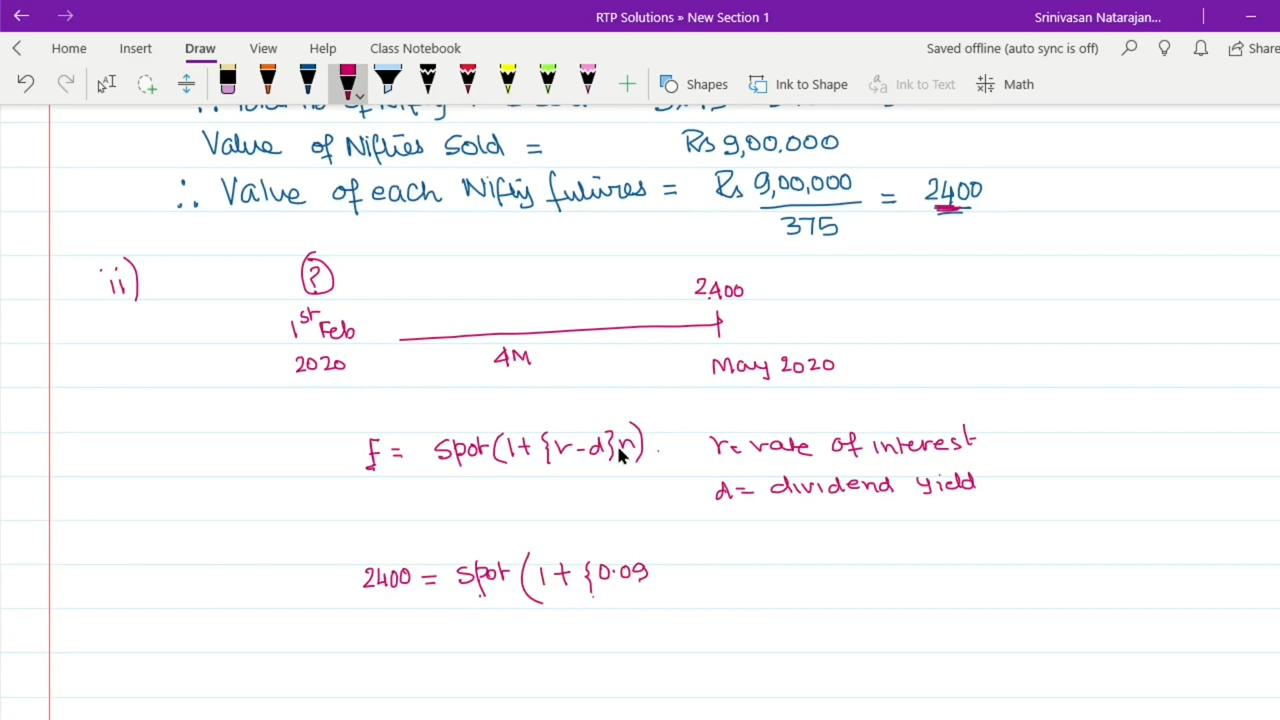 RTP Solutions » New Section 1
Srinivasan Natarajan...
Home Insert Draw View Help Class Notebook
Saved offline (auto sync is off)
Share
Shapes Ink to Shape Ink to Text Math
Value of Nifties Sold = Rs 9,00,000
∴ Value of each Nifty futures = Rs 9,00,000 / 375 = 2400
ii) ?
2400
1st Feb
2020
4M
May 2020
F = Spot(1+{r-d}n). r= rate of interest
d= dividend yield
2400 = Spot(1+{0.09